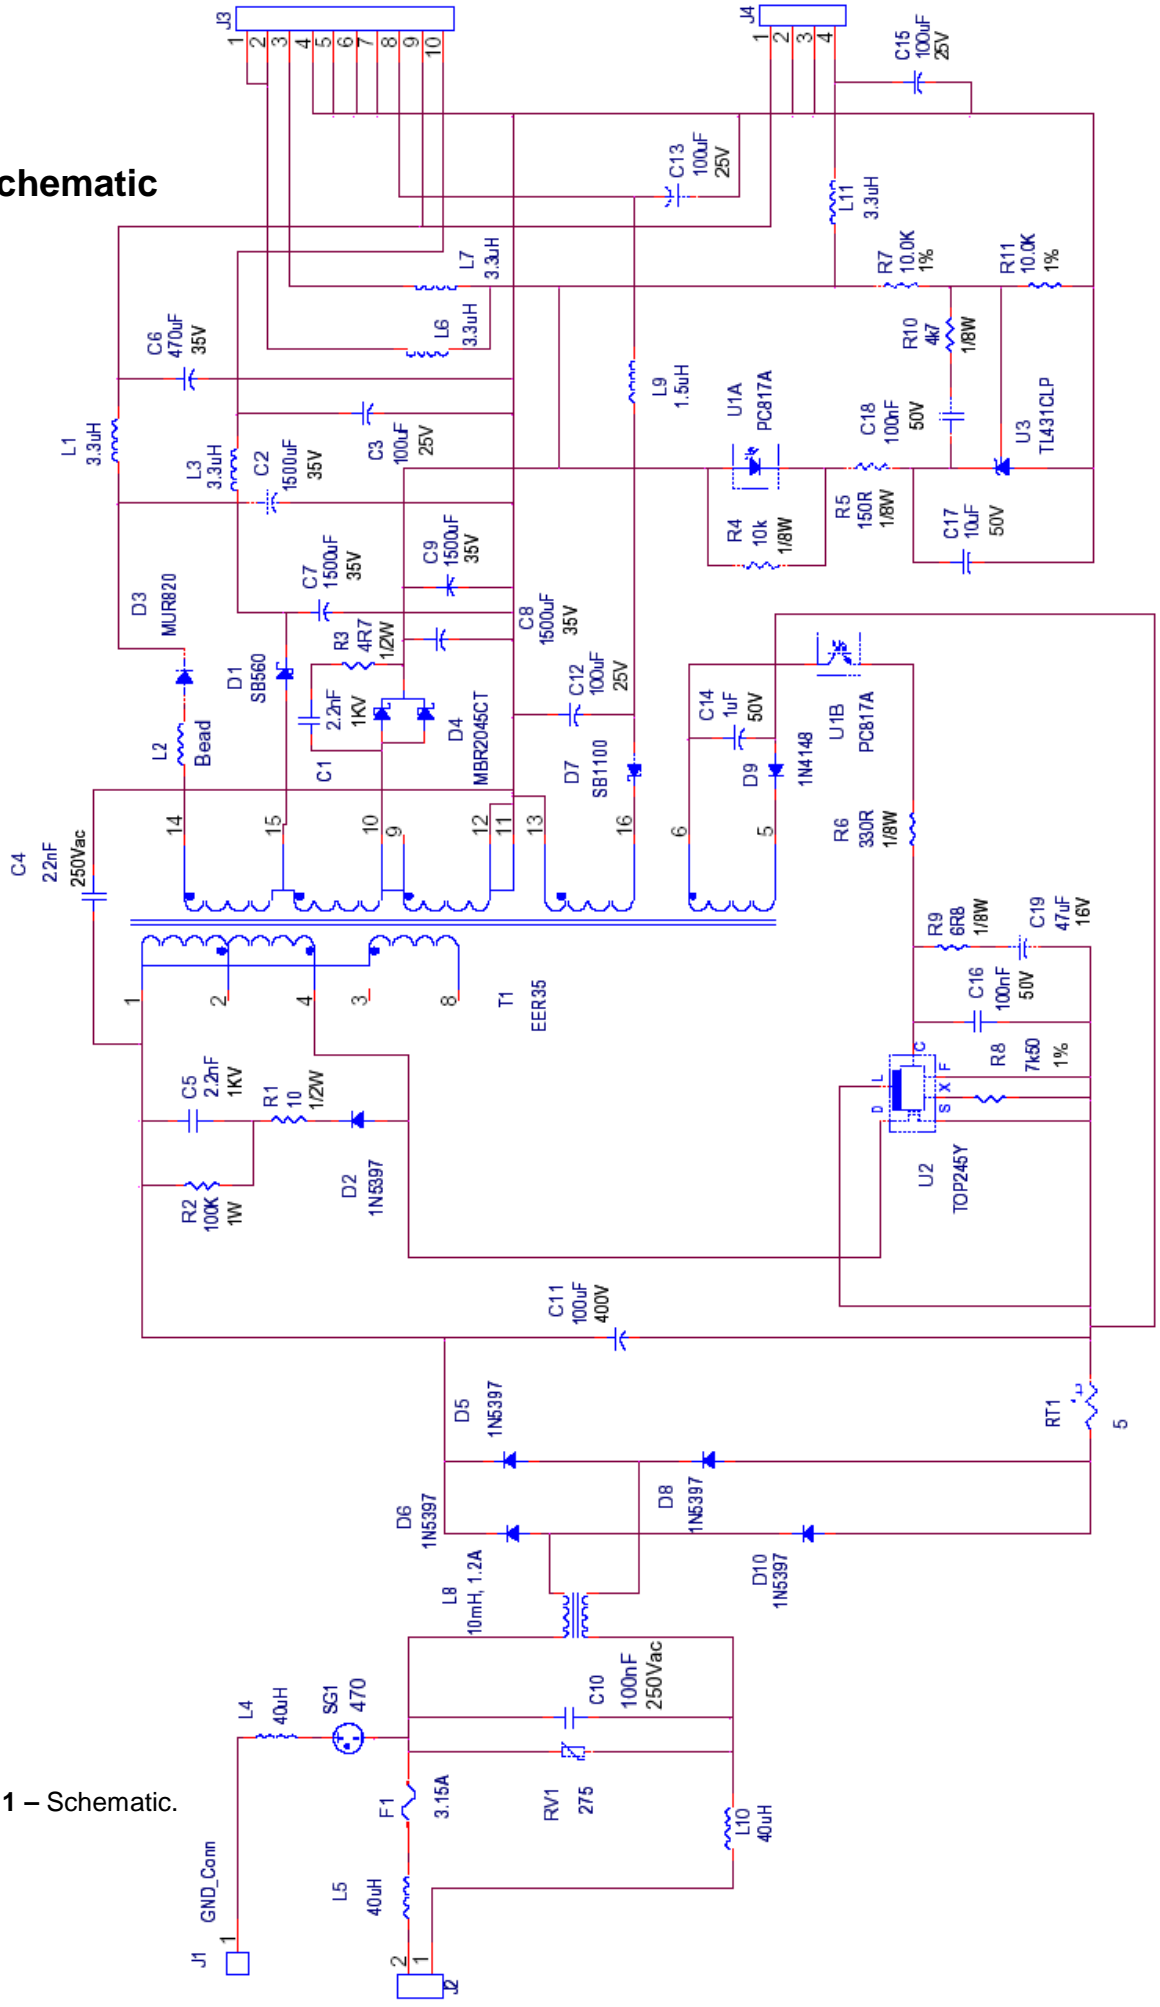 chematic
1 – Schematic.
J3
1
2
3
4
5
6
7
8
9
10
J4
1
2
3
4
C15
100uF
25V
C13
100uF
25V
L11
3.3uH
R7
10.0K
1%
R11
10.0K
1%
R10
4k7
1/8W
L7
3.3uH
L6
3.3uH
C6
470uF
35V
L1
3.3uH
L3
3.3uH
C3
100uF
25V
C2
1500uF
35V
L9
1.5uH
U1A
PC817A
C18
100nF
50V
U3
TL431CLP
R4
10k
1/8W
R5
150R
1/8W
C17
10uF
50V
D3
MUR820
L2
Bead
D1
SB560
C7
1500uF
35V
C9
1500uF
35V
C8
1500uF
35V
R3
4R7
1/2W
C1
2.2nF
1KV
D4
MBR2045CT
C12
100uF
25V
D7
SB1100
C14
1uF
50V
D9
1N4148
U1B
PC817A
R6
330R
1/8W
14
15
10
9
12
11
13
16
6
5
C4
2.2nF
250Vac
1
2
4
3
8
T1
EER35
R9
6R8
1/8W
C19
47uF
16V
C16
100nF
50V
R8
7k50
1%
D
L
C
S
X
F
U2
TOP245Y
C5
2.2nF
1KV
R1
10
1/2W
R2
100K
1W
D2
1N5397
C11
100uF
400V
RT1
5
D5
1N5397
D6
1N5397
D8
1N5397
D10
1N5397
L8
10mH, 1.2A
C10
100nF
250Vac
RV1
275
L4
40uH
SG1
470
F1
3.15A
L5
40uH
L10
40uH
GND_Conn
J1
1
J2
2
1